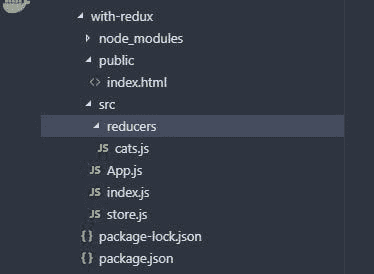 with-redux
node_modules
public
<> index.html
src
reducers
JS cats.js
JS App.js
JS index.js
JS store.js
{} package-lock.json
{} package.json